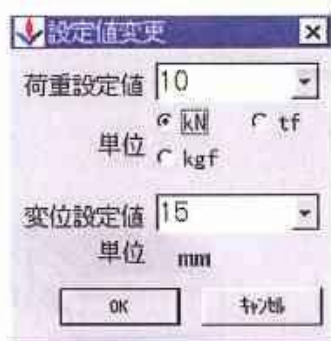 設定値変更
荷重設定値 10
単位 kN tf
kgf
変位設定値 15
単位 mm
OK キャンセル